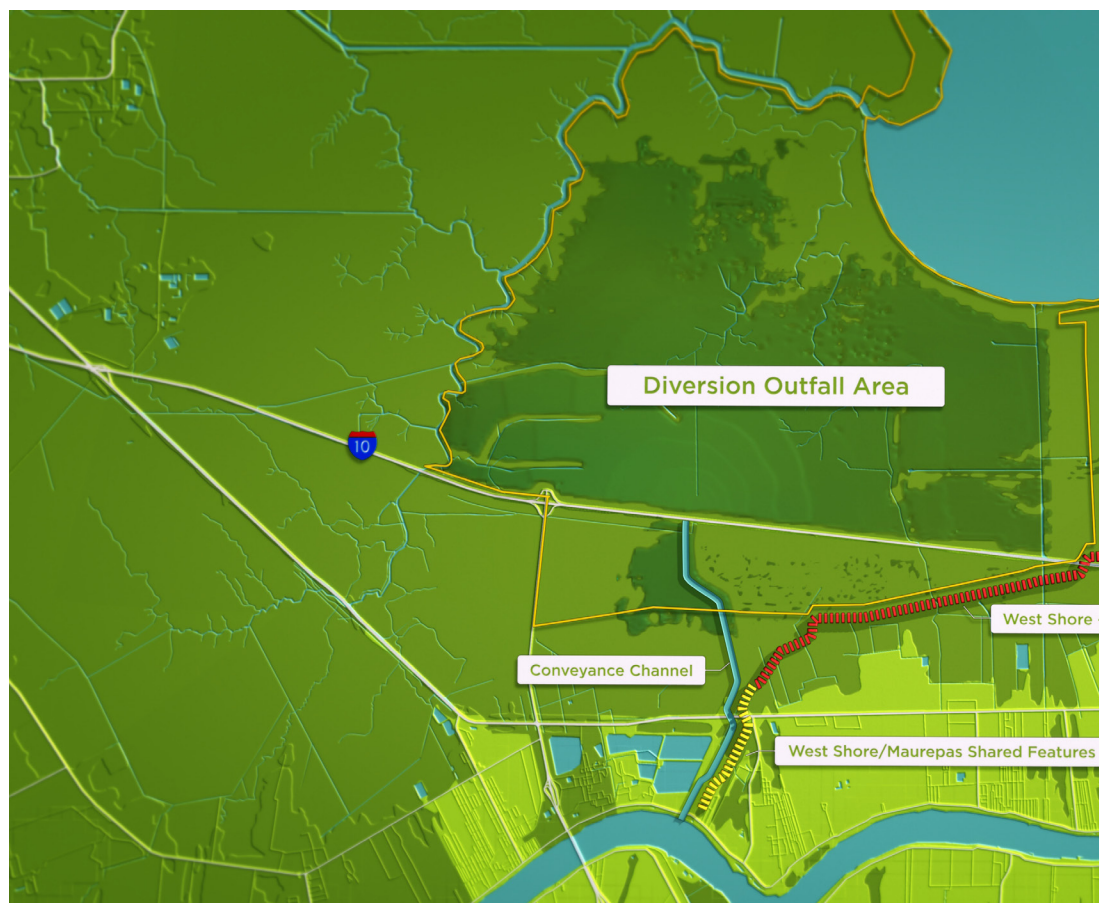 Diversion Outfall Area
10
West Shore
Conveyance Channel
West Shore/Maurepas Shared Features